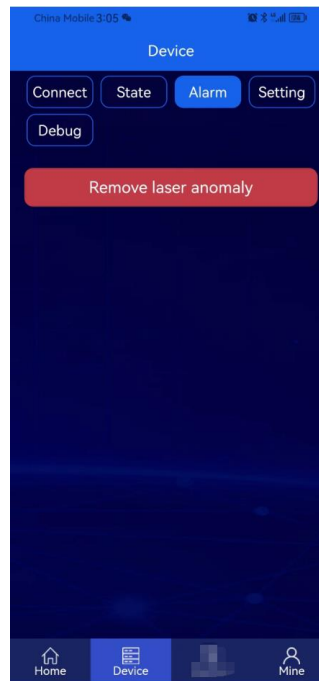 China Mobile 3:05
Device
Connect State Alarm Setting
Debug
Remove laser anomaly
Home Device Mine